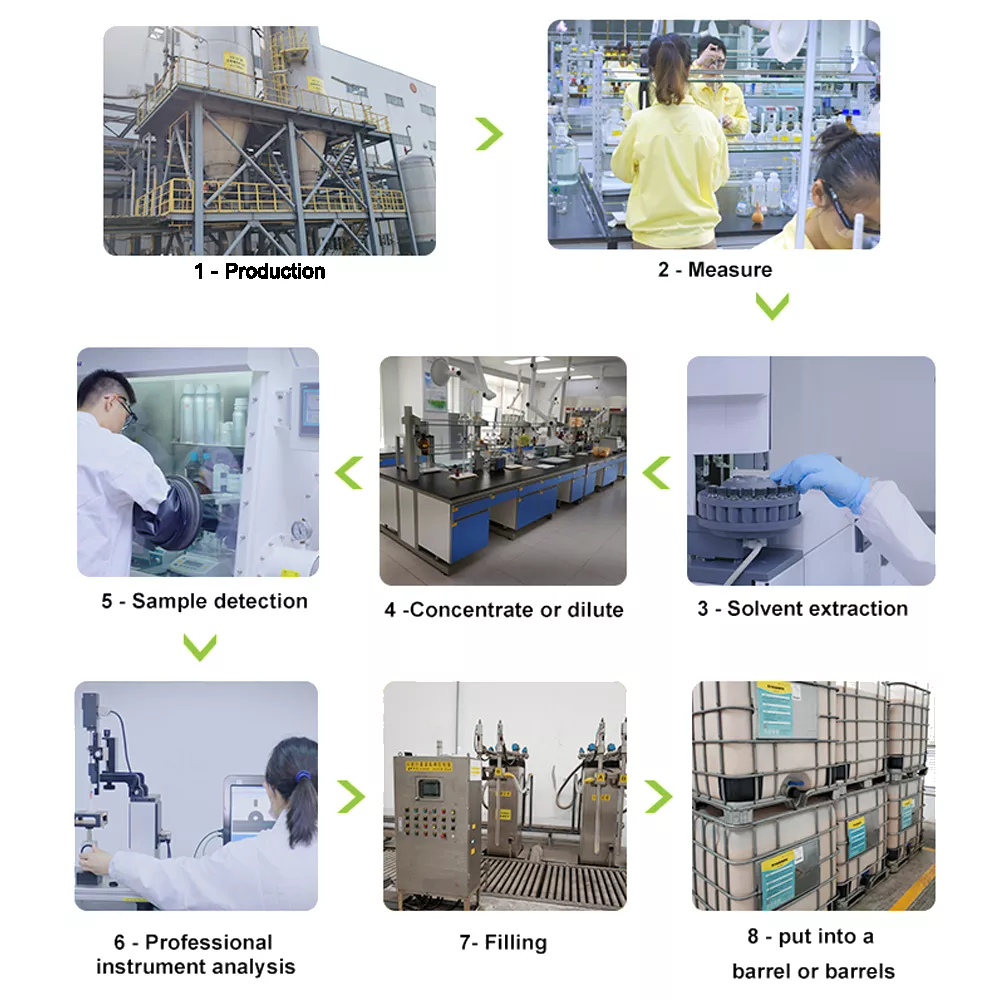 1 - Production
2 - Measure
3 - Solvent extraction
4 -Concentrate or dilute
5 - Sample detection
6 - Professional
instrument analysis
7- Filling
8 - put into a
barrel or barrels